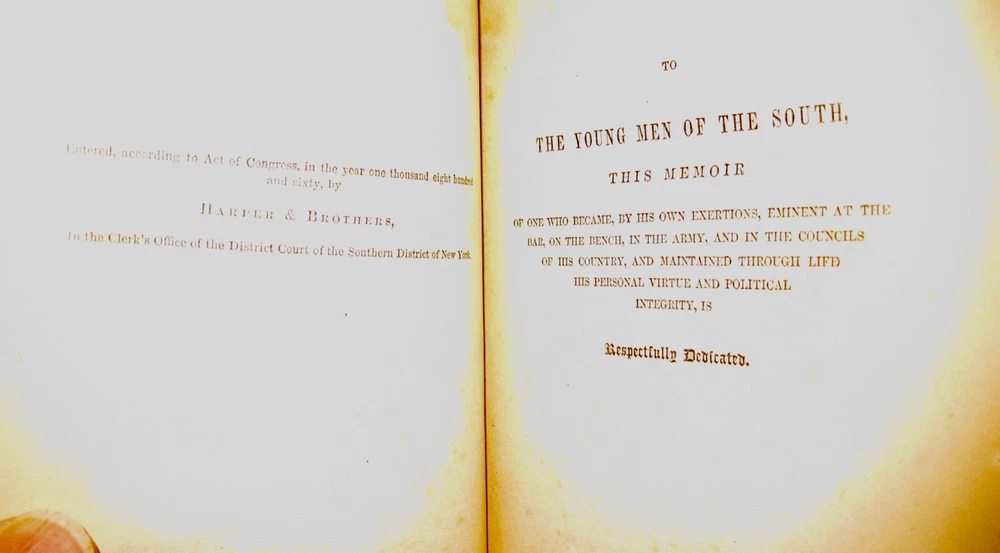 Entered, according to Act of Congress, in the year one thousand eight hundred
and sixty, by
HARPER & BROTHERS,
In the Clerk's Office of the District Court of the Southern District of New York.
TO
THE YOUNG MEN OF THE SOUTH,
THIS MEMOIR
OF ONE WHO BECAME, BY HIS OWN EXERTIONS, EMINENT AT THE
BAR, ON THE BENCH, IN THE ARMY, AND IN THE COUNCILS
OF HIS COUNTRY, AND MAINTAINED THROUGH LIFD
HIS PERSONAL VIRTUE AND POLITICAL
INTEGRITY, IS
Respectfully Dedicated.